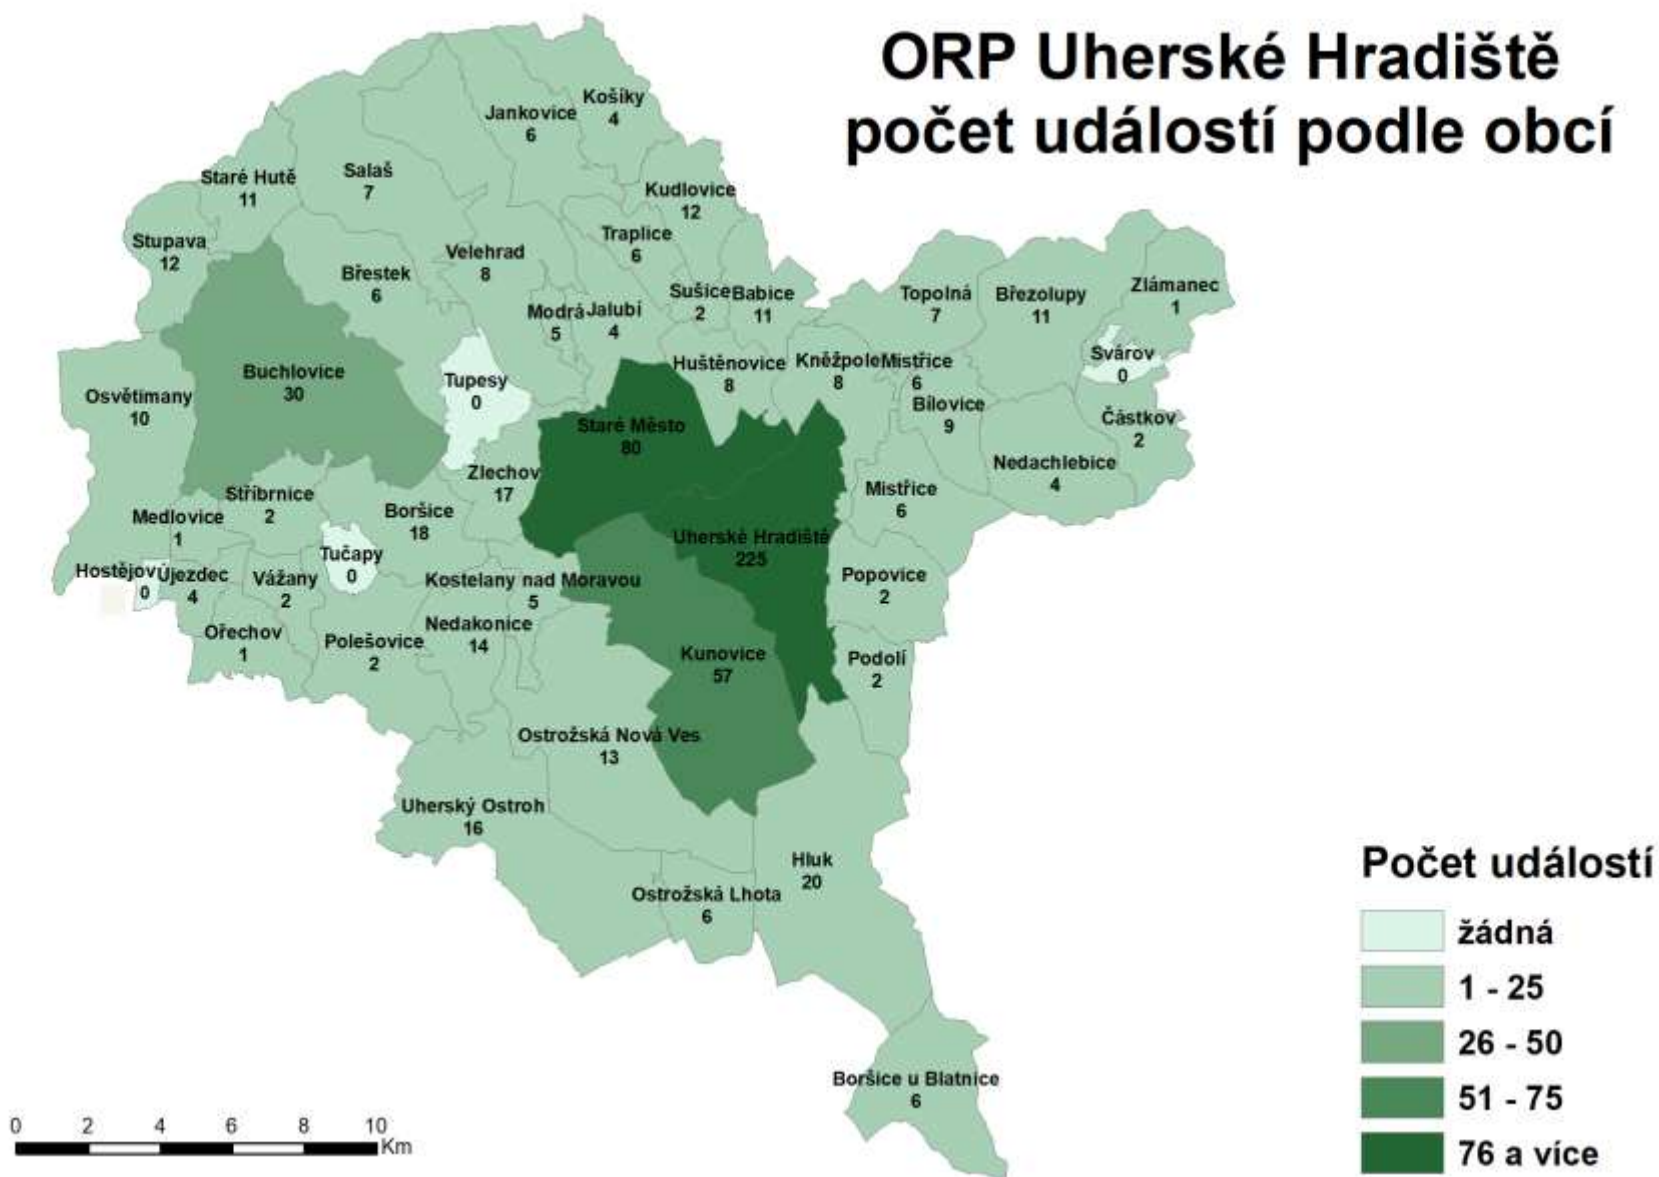 ORP Uherské Hradiště
počet událostí podle obcí
Košíky
4
Jankovice
6
Salaš
7
Staré Hutě
11
Kudlovice
12
Stupava
12
Traplice
6
Velehrad
8
Břestek
6
Modrá
5
Jalubí
4
Sušice
2
Babice
11
Topolná
7
Březolupy
11
Zlámanec
1
Svárov
0
Huštěnovice
8
Kněžpole
8
Mistřice
6
Buchlovice
30
Tupesy
0
Osvětimany
10
Bílovice
9
Částkov
2
Staré Město
80
Nedachlebice
4
Zlechov
17
Mistřice
6
Stříbrnice
2
Boršice
18
Medlovice
1
Uherské Hradiště
225
Tučapy
0
Hostějov
0
Újezdec
4
Vážany
2
Kostelany nad Moravou
5
Popovice
2
Ořechov
1
Polešovice
2
Nedakonice
14
Kunovice
57
Podolí
2
Ostrožská Nová Ves
13
Uherský Ostroh
16
Hluk
20
Ostrožská Lhota
6
Boršice u Blatnice
6
Počet událostí
žádná
1 - 25
26 - 50
51 - 75
76 a více
0 2 4 6 8 10
Km